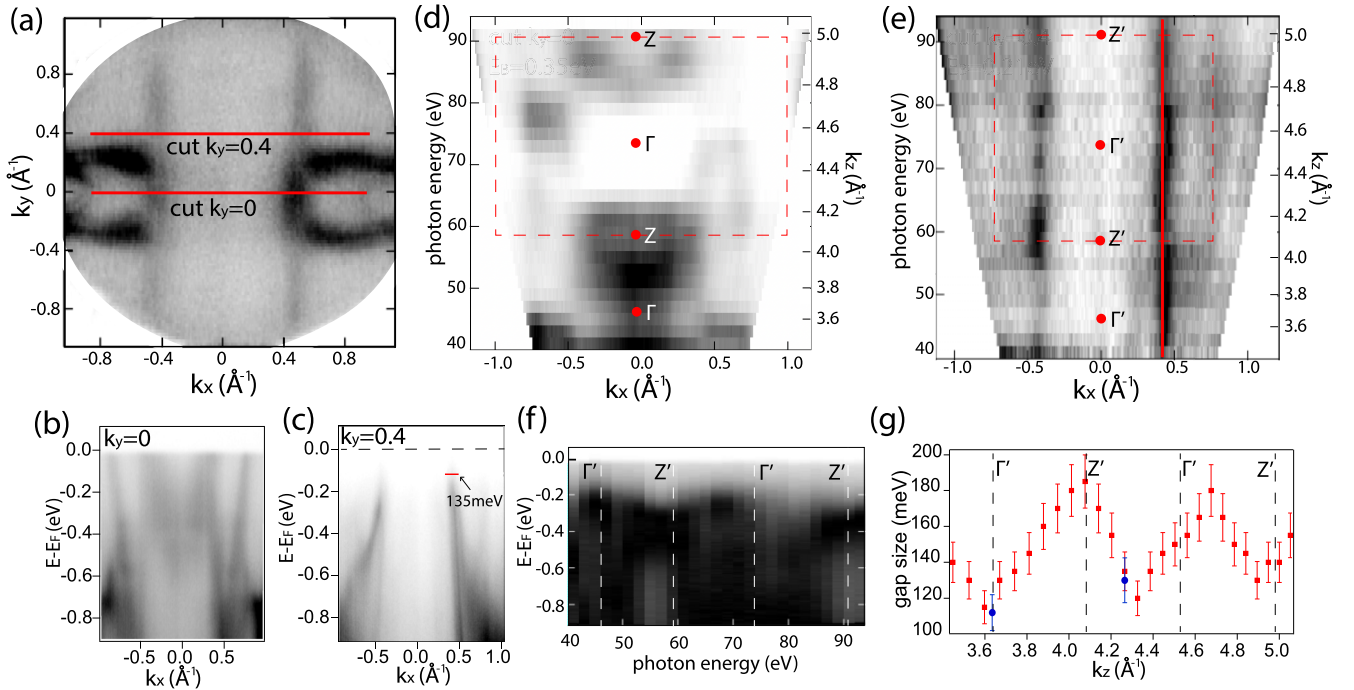 (a)
0.8
0.4
0
-0.4
-0.8
ky (Å-1)
cut ky=0.4
cut ky=0
-0.8
-0.4
0
0.4
0.8
kx (Å-1)
(d)
90
80
70
60
50
40
photon energy (eV)
Z
Γ
Z
Γ
5.0
4.8
4.6
4.4
4.2
4.0
3.8
3.6
kz (Å-1)
-1.0
-0.5
0.0
0.5
1.0
kx (Å-1)
(e)
90
80
70
60
50
40
photon energy (eV)
Z′
Γ′
Z′
Γ′
5.0
4.8
4.6
4.4
4.2
4.0
3.8
3.6
kz (Å-1)
-1.0
-0.5
0.0
0.5
1.0
kx (Å-1)
(b)
ky=0
0.0
-0.2
-0.4
-0.6
-0.8
E-EF (eV)
-0.5
0.0
0.5
kx (Å-1)
(c)
ky=0.4
0.0
-0.2
-0.4
-0.6
-0.8
E-EF (eV)
135meV
-0.5
0.0
0.5
1.0
kx (Å-1)
(f)
0.0
-0.2
-0.4
-0.6
-0.8
E-EF (eV)
Γ′
Z′
Γ′
Z′
40
50
60
70
80
90
photon energy (eV)
(g)
200
180
160
140
120
100
gap size (meV)
Γ′
Z′
Γ′
Z′
3.6
3.8
4.0
4.2
4.4
4.6
4.8
5.0
kz (Å-1)